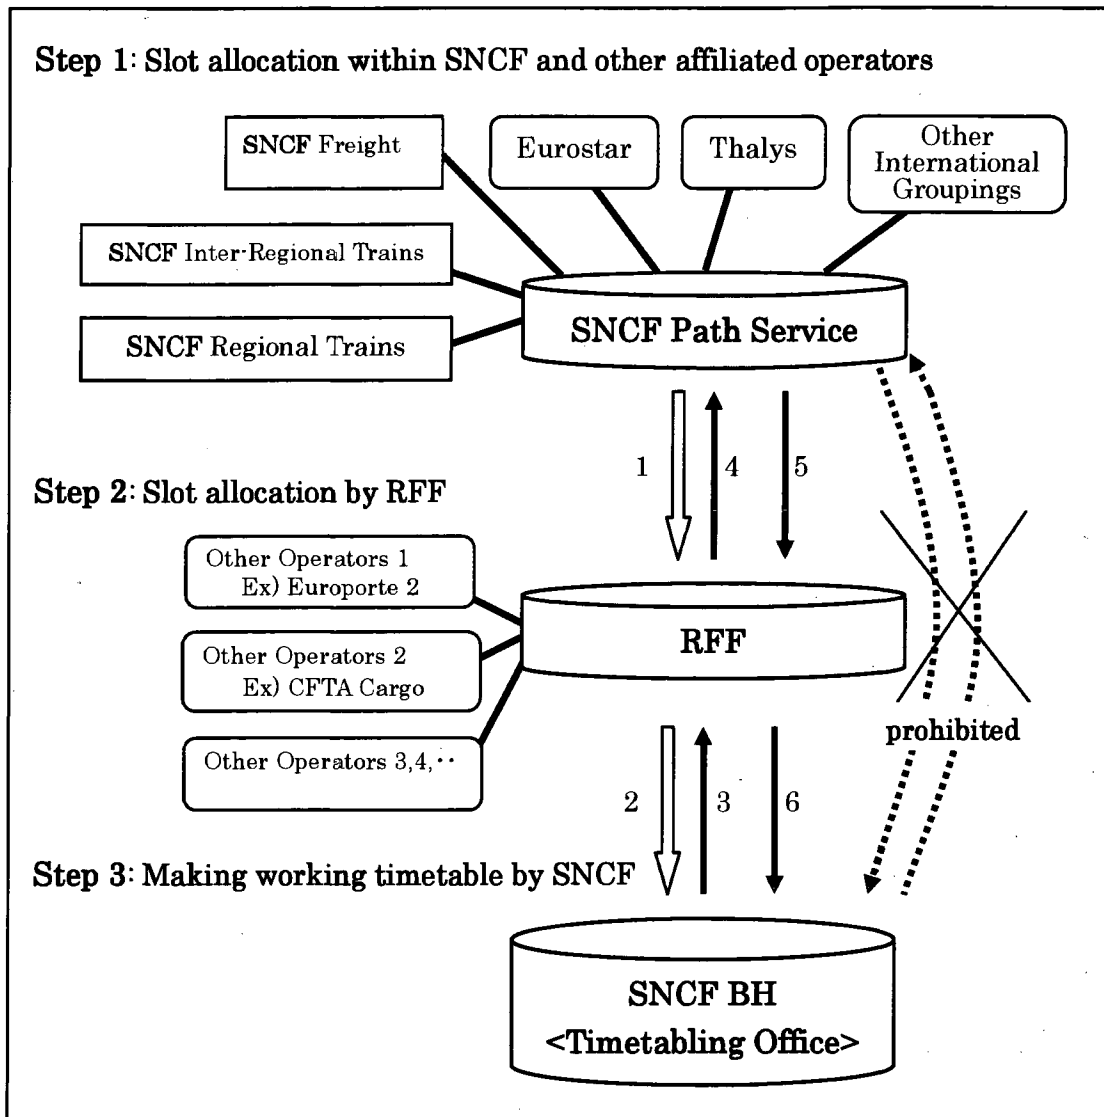 Step 1: Slot allocation within SNCF and other affiliated operators
SNCF Freight
Eurostar
Thalys
Other
International
Groupings
SNCF Inter-Regional Trains
SNCF Regional Trains
SNCF Path Service
1
4
5
Step 2: Slot allocation by RFF
Other Operators 1
Ex) Europorte 2
Other Operators 2
Ex) CFTA Cargo
Other Operators 3,4,··
RFF
prohibited
2
3
6
Step 3: Making working timetable by SNCF
SNCF BH
<Timetabling Office>